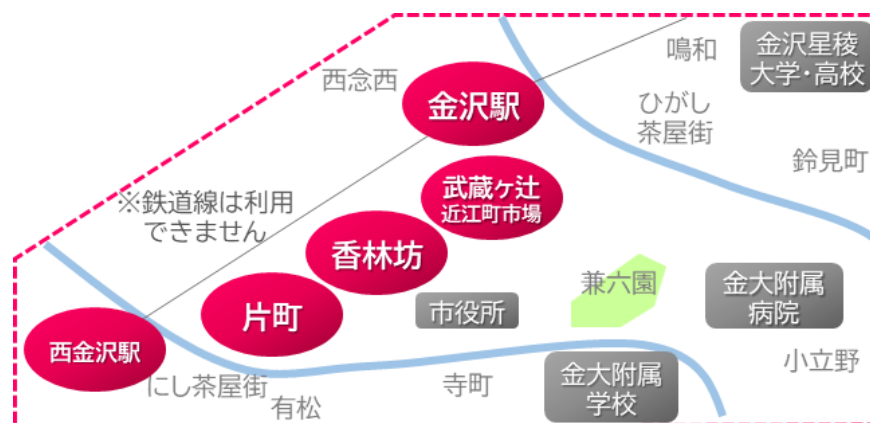 鳴和
金沢星稜
大学・高校
西念西
金沢駅
ひがし
茶屋街
鈴見町
武蔵ヶ辻
近江町市場
※鉄道線は利用
できません
香林坊
兼六園
金大附属
病院
片町
市役所
西金沢駅
小立野
にし茶屋街
寺町
金大附属
学校
有松